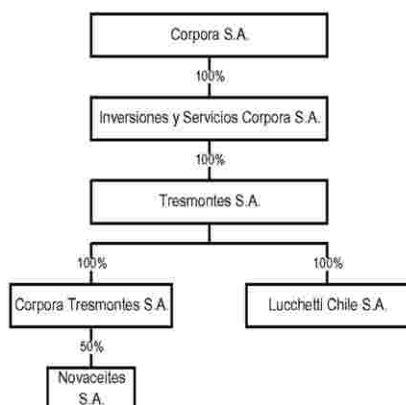 Corpora S.A.
100%
Inversiones y Servicios Corpora S.A.
100%
Tresmontes S.A.
100%
100%
Corpora Tresmontes S.A.
Lucchetti Chile S.A.
50%
Novaceites
S.A.